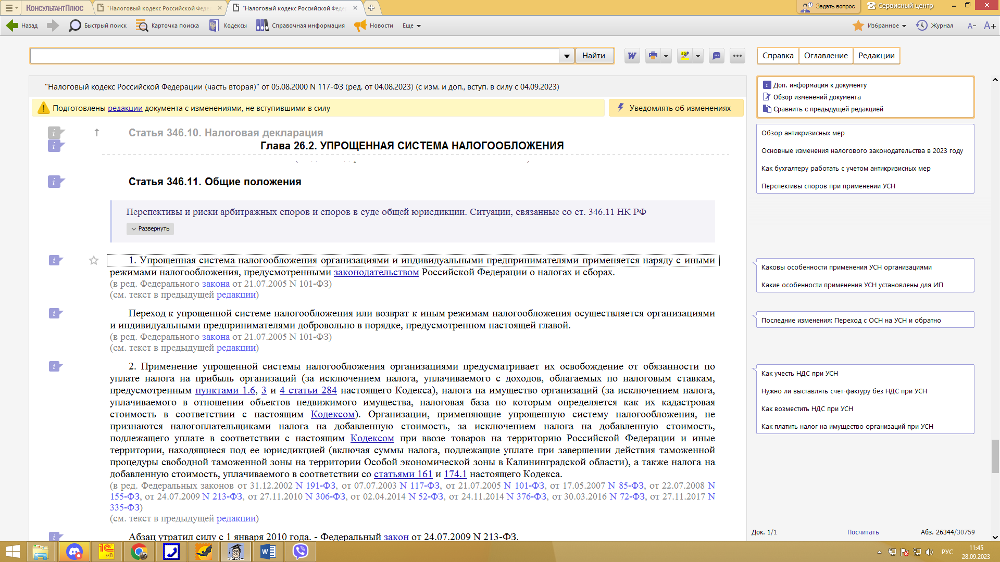 КонсультантПлюс
"Налоговый кодекс Российской Феде
"Налоговый кодекс Российской Феде
Задать вопрос
Сервисный центр
Назад
Быстрый поиск
Карточка поиска
Кодексы
Справочная информация
Новости
Еще
Избранное
Журнал
A−
A+
Найти
Справка
Оглавление
Редакции
"Налоговый кодекс Российской Федерации (часть вторая)" от 05.08.2000 N 117-ФЗ (ред. от 04.08.2023) (с изм. и доп., вступ. в силу с 04.09.2023)
Подготовлены редакции документа с изменениями, не вступившими в силу
Уведомлять об изменениях
Статья 346.10. Налоговая декларация
Глава 26.2. УПРОЩЕННАЯ СИСТЕМА НАЛОГООБЛОЖЕНИЯ
Статья 346.11. Общие положения
Перспективы и риски арбитражных споров и споров в суде общей юрисдикции. Ситуации, связанные со ст. 346.11 НК РФ
Развернуть
1. Упрощенная система налогообложения организациями и индивидуальными предпринимателями применяется наряду с иными
режимами налогообложения, предусмотренными законодательством Российской Федерации о налогах и сборах.
(в ред. Федерального закона от 21.07.2005 N 101-ФЗ)
(см. текст в предыдущей редакции)
Переход к упрощенной системе налогообложения или возврат к иным режимам налогообложения осуществляется организациями
и индивидуальными предпринимателями добровольно в порядке, предусмотренном настоящей главой.
(в ред. Федерального закона от 21.07.2005 N 101-ФЗ)
(см. текст в предыдущей редакции)
2. Применение упрощенной системы налогообложения организациями предусматривает их освобождение от обязанности по
уплате налога на прибыль организаций (за исключением налога, уплачиваемого с доходов, облагаемых по налоговым ставкам,
предусмотренным пунктами 1.6, 3 и 4 статьи 284 настоящего Кодекса), налога на имущество организаций (за исключением налога,
уплачиваемого в отношении объектов недвижимого имущества, налоговая база по которым определяется как их кадастровая
стоимость в соответствии с настоящим Кодексом). Организации, применяющие упрощенную систему налогообложения, не
признаются налогоплательщиками налога на добавленную стоимость, за исключением налога на добавленную стоимость,
подлежащего уплате в соответствии с настоящим Кодексом при ввозе товаров на территорию Российской Федерации и иные
территории, находящиеся под ее юрисдикцией (включая суммы налога, подлежащие уплате при завершении действия таможенной
процедуры свободной таможенной зоны на территории Особой экономической зоны в Калининградской области), а также налога на
добавленную стоимость, уплачиваемого в соответствии со статьями 161 и 174.1 настоящего Кодекса.
(в ред. Федеральных законов от 31.12.2002 N 191-ФЗ, от 07.07.2003 N 117-ФЗ, от 21.07.2005 N 101-ФЗ, от 17.05.2007 N 85-ФЗ, от 22.07.2008 N
155-ФЗ, от 24.07.2009 N 213-ФЗ, от 27.11.2010 N 306-ФЗ, от 02.04.2014 N 52-ФЗ, от 24.11.2014 N 376-ФЗ, от 30.03.2016 N 72-ФЗ, от 27.11.2017 N
335-ФЗ)
(см. текст в предыдущей редакции)
Абзац утратил силу с 1 января 2010 года. - Федеральный закон от 24.07.2009 N 213-ФЗ.
Доп. информация к документу
Обзор изменений документа
Сравнить с предыдущей редакцией
Обзор антикризисных мер
Основные изменения налогового законодательства в 2023 году
Как бухгалтеру работать с учетом антикризисных мер
Перспективы споров при применении УСН
Каковы особенности применения УСН организациями
Какие особенности применения УСН установлены для ИП
Последние изменения: Переход с ОСН на УСН и обратно
Как учесть НДС при УСН
Нужно ли выставлять счет-фактуру без НДС при УСН
Как возместить НДС при УСН
Как платить налог на имущество организаций при УСН
Док. 1/1
Посчитать
Абз. 26344/30759
РУС
11:45
28.09.2023